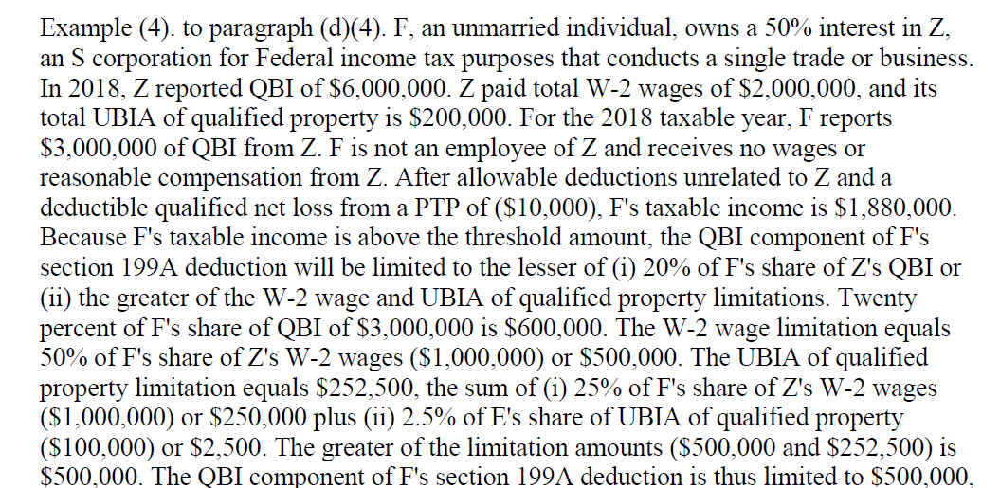 Example (4). to paragraph (d)(4). F, an unmarried individual, owns a 50% interest in Z,
an S corporation for Federal income tax purposes that conducts a single trade or business.
In 2018, Z reported QBI of $6,000,000. Z paid total W-2 wages of $2,000,000, and its
total UBIA of qualified property is $200,000. For the 2018 taxable year, F reports
$3,000,000 of QBI from Z. F is not an employee of Z and receives no wages or
reasonable compensation from Z. After allowable deductions unrelated to Z and a
deductible qualified net loss from a PTP of ($10,000), F's taxable income is $1,880,000.
Because F's taxable income is above the threshold amount, the QBI component of F's
section 199A deduction will be limited to the lesser of (i) 20% of F's share of Z's QBI or
(ii) the greater of the W-2 wage and UBIA of qualified property limitations. Twenty
percent of F's share of QBI of $3,000,000 is $600,000. The W-2 wage limitation equals
50% of F's share of Z's W-2 wages ($1,000,000) or $500,000. The UBIA of qualified
property limitation equals $252,500, the sum of (i) 25% of F's share of Z's W-2 wages
($1,000,000) or $250,000 plus (ii) 2.5% of E's share of UBIA of qualified property
($100,000) or $2,500. The greater of the limitation amounts ($500,000 and $252,500) is
$500,000. The QBI component of F's section 199A deduction is thus limited to $500,000,